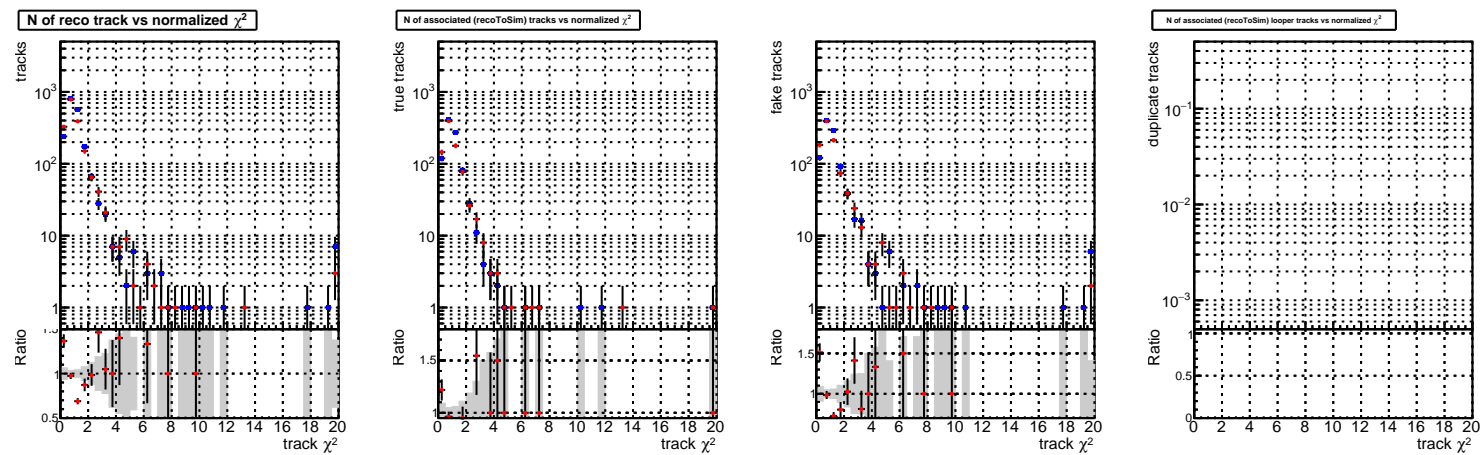 N of reco track vs normalized χ²
tracks
10³
10²
10
1
1.5
1
0.5
Ratio
0 2 4 6 8 10 12 14 16 18 20
track χ²
N of associated (recoToSim) tracks vs normalized χ²
true tracks
10³
10²
10
1
1.5
1
Ratio
0 2 4 6 8 10 12 14 16 18 20
track χ²
fake tracks
10³
10²
10
1
1.5
1
Ratio
0 2 4 6 8 10 12 14 16 18 20
track χ²
N of associated (recoToSim) looper tracks vs normalized χ²
duplicate tracks
10⁻¹
10⁻²
10⁻³
1
0.5
0
Ratio
0 2 4 6 8 10 12 14 16 18 20
track χ²